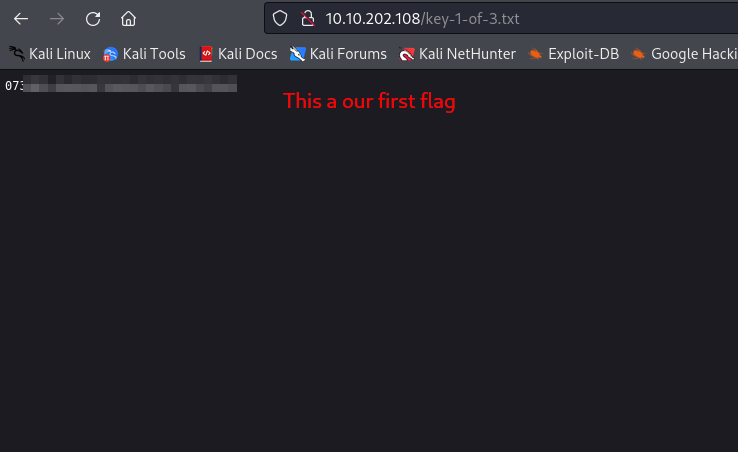 10.10.202.108/key-1-of-3.txt
Kali Linux Kali Tools Kali Docs Kali Forums Kali NetHunter Exploit-DB Google Hacki
073
This a our first flag